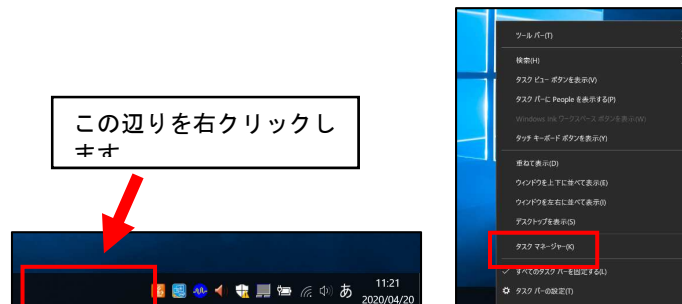 この辺りを右クリックし
ます
あ
11:21
2020/04/20
ツール バー(T)
検索(H)
タスク ビュー ボタンを表示(V)
タスク バーに People を表示する(P)
Windows Ink ワークスペース ボタンを表示(W)
タッチ キーボード ボタンを表示(Y)
重ねて表示(D)
ウィンドウを上下に並べて表示(E)
ウィンドウを左右に並べて表示(I)
デスクトップを表示(S)
タスク マネージャー(K)
すべてのタスク バーを固定する(L)
タスク バーの設定(T)